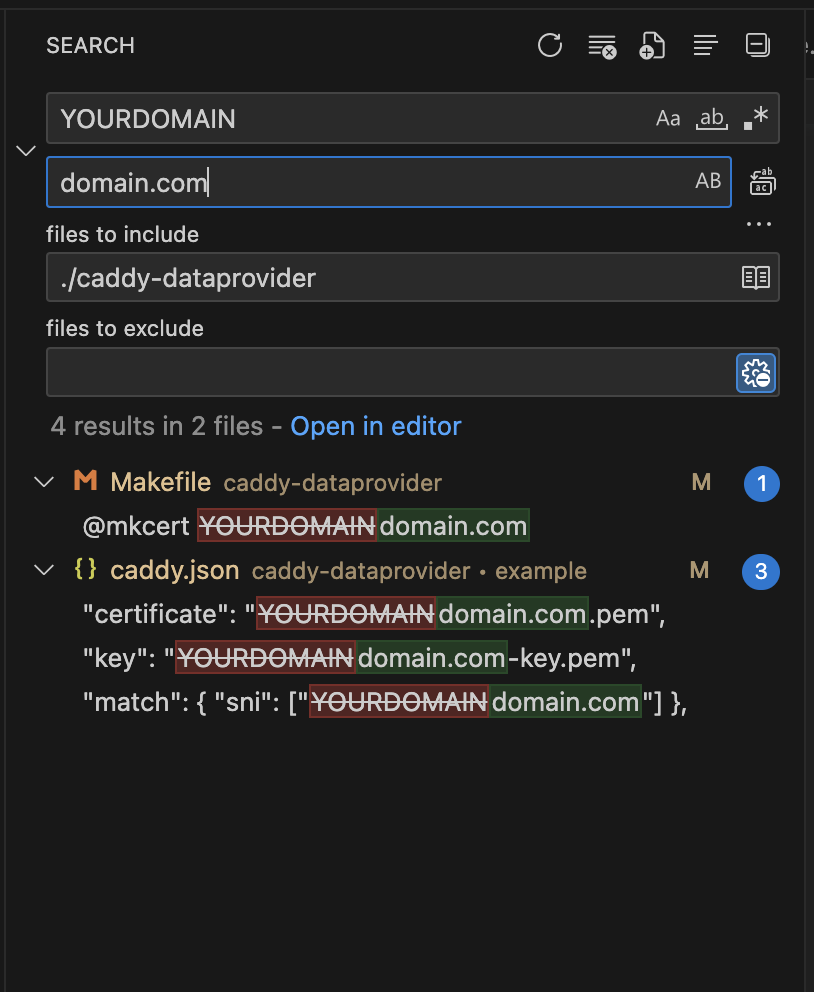 SEARCH
YOURDOMAIN Aa ab .*
domain.com AB
ab
ac
...
files to include
./caddy-dataprovider
files to exclude
4 results in 2 files - Open in editor
M Makefile caddy-dataprovider M 1
@mkcert YOURDOMAINdomain.com
{} caddy.json caddy-dataprovider • example M 3
"certificate": "YOURDOMAINdomain.com.pem",
"key": "YOURDOMAINdomain.com-key.pem",
"match": { "sni": ["YOURDOMAINdomain.com"] },